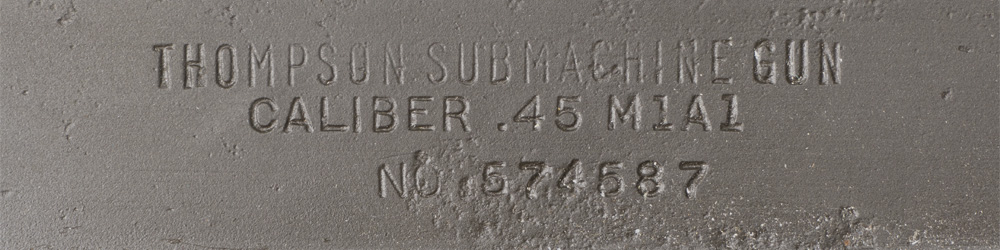 THOMPSON SUBMACHINE GUN
CALIBER .45 M1A1
NO. 574587